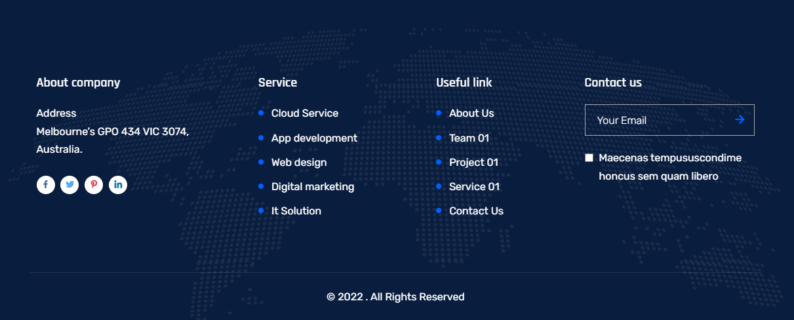 About company
Address
Melbourne's GPO 434 VIC 3074,
Australia.
Service
Cloud Service
App development
Web design
Digital marketing
It Solution
Useful link
About Us
Team 01
Project 01
Service 01
Contact Us
Contact us
Your Email
Maecenas tempususcondime
honcus sem quam libero
© 2022 . All Rights Reserved